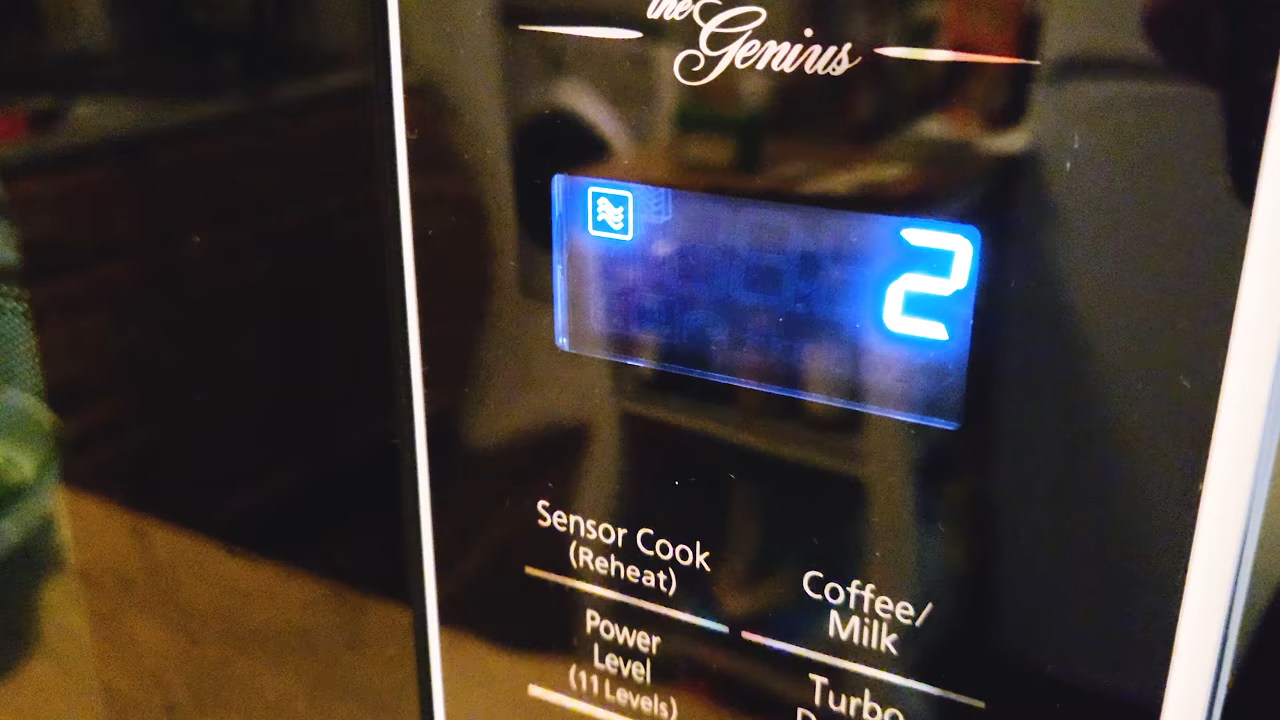 the
Genius
2
Sensor Cook
(Reheat)
Coffee/
Milk
Power
Level
(11 Levels)
Turbo